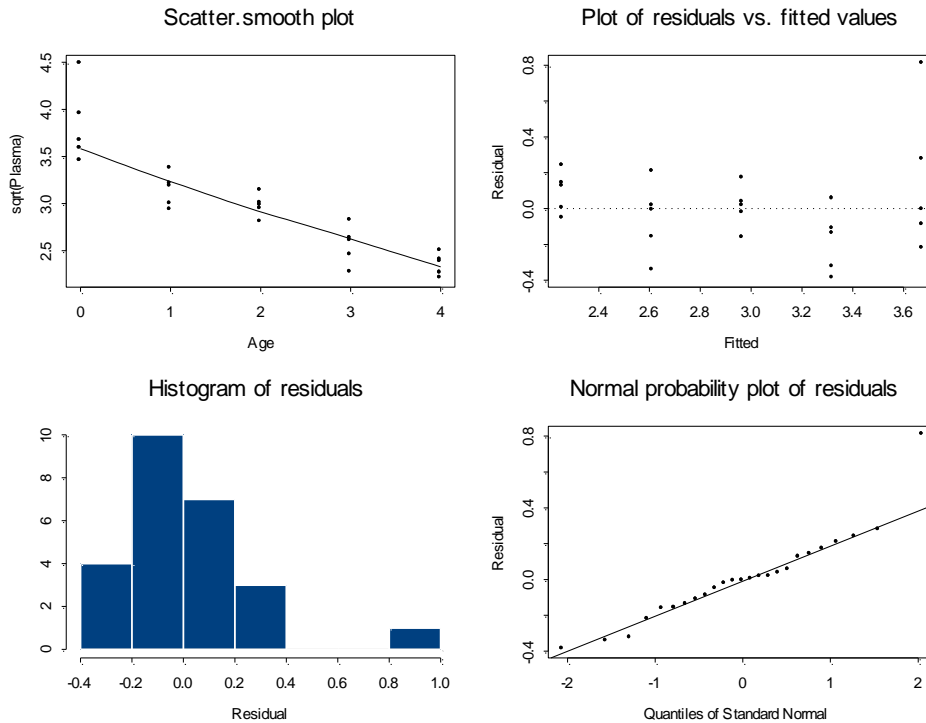 Scatter.smooth plot
sqrt(Plasma)
4.5
4.0
3.5
3.0
2.5
0 1 2 3 4
Age
Plot of residuals vs. fitted values
Residual
0.8
0.4
0.0
-0.4
2.4 2.6 2.8 3.0 3.2 3.4 3.6
Fitted
Histogram of residuals
10
8
6
4
2
0
-0.4 -0.2 0.0 0.2 0.4 0.6 0.8 1.0
Residual
Normal probability plot of residuals
Residual
0.8
0.4
0.0
-0.4
-2 -1 0 1 2
Quantiles of Standard Normal